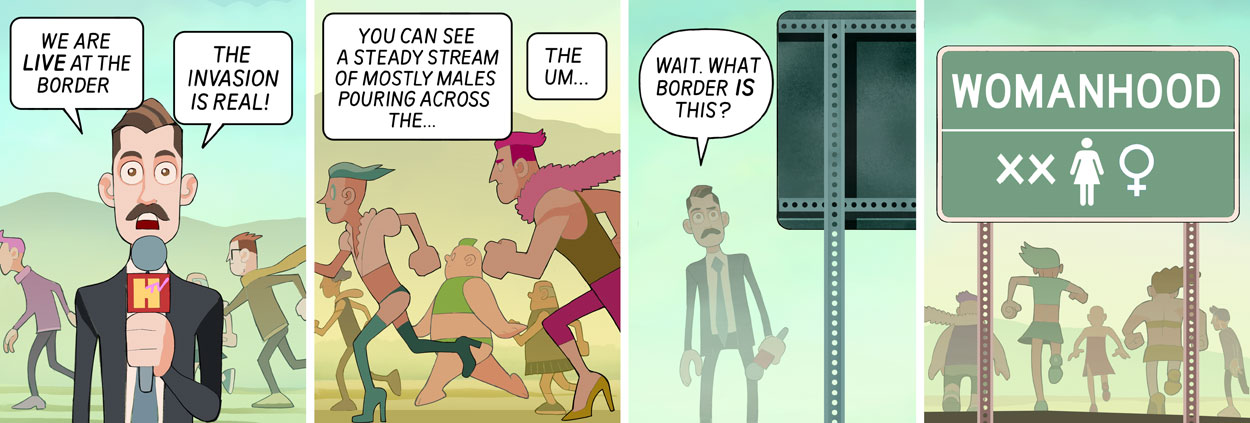 WE ARE
LIVE AT THE
BORDER
THE
INVASION
IS REAL!
HTV
YOU CAN SEE
A STEADY STREAM
OF MOSTLY MALES
POURING ACROSS
THE...
THE
UM...
WAIT. WHAT
BORDER IS
THIS?
WOMANHOOD
XX